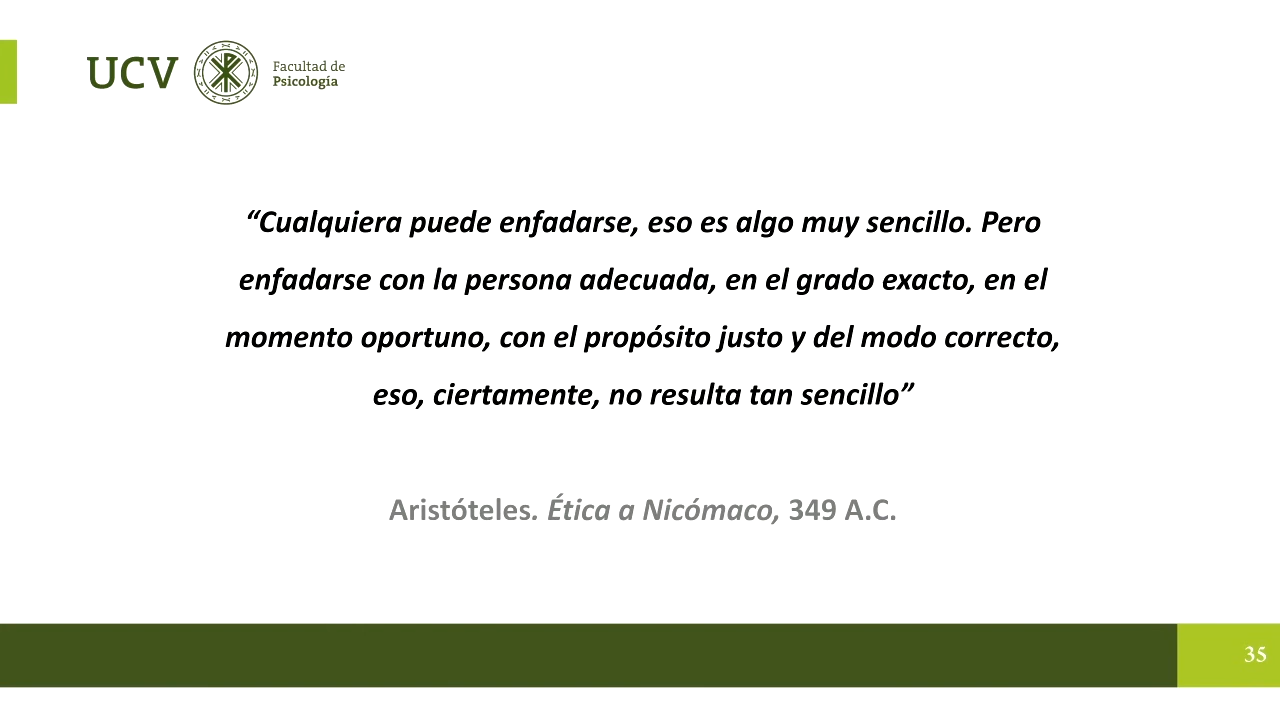 UCV
Facultad de
Psicología
“Cualquiera puede enfadarse, eso es algo muy sencillo. Pero
enfadarse con la persona adecuada, en el grado exacto, en el
momento oportuno, con el propósito justo y del modo correcto,
eso, ciertamente, no resulta tan sencillo”
Aristóteles. Ética a Nicómaco, 349 A.C.
35